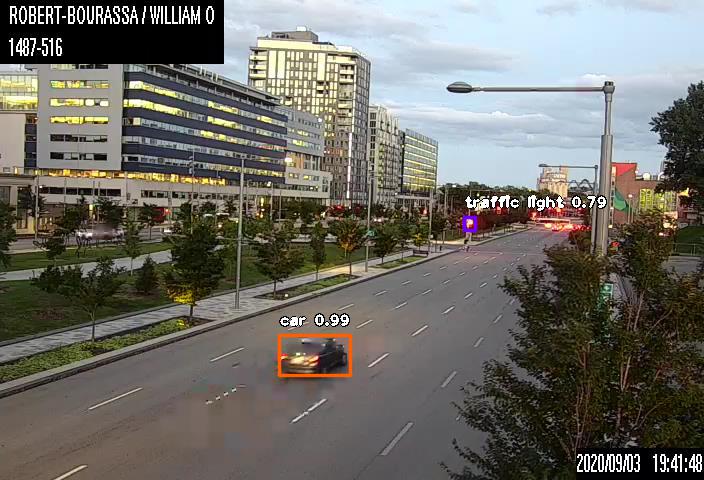 ROBERT-BOURASSA / WILLIAM O
1487-516
traffic light 0.79
car 0.99
2020/09/03 19:41:48